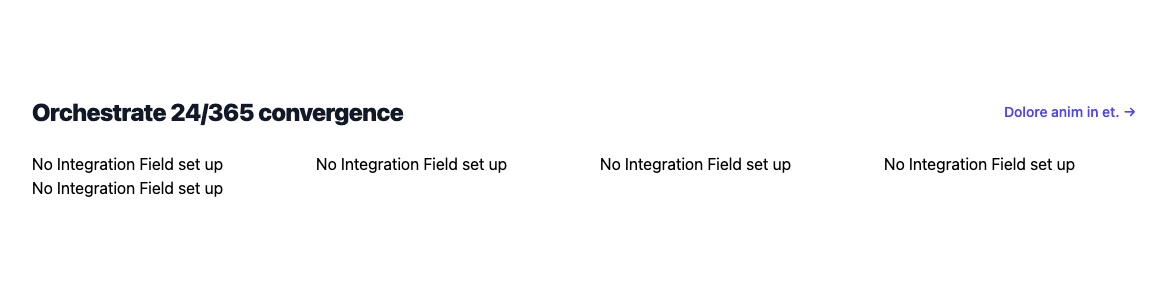 Orchestrate 24/365 convergence
Dolore anim in et. →
No Integration Field set up
No Integration Field set up
No Integration Field set up
No Integration Field set up
No Integration Field set up